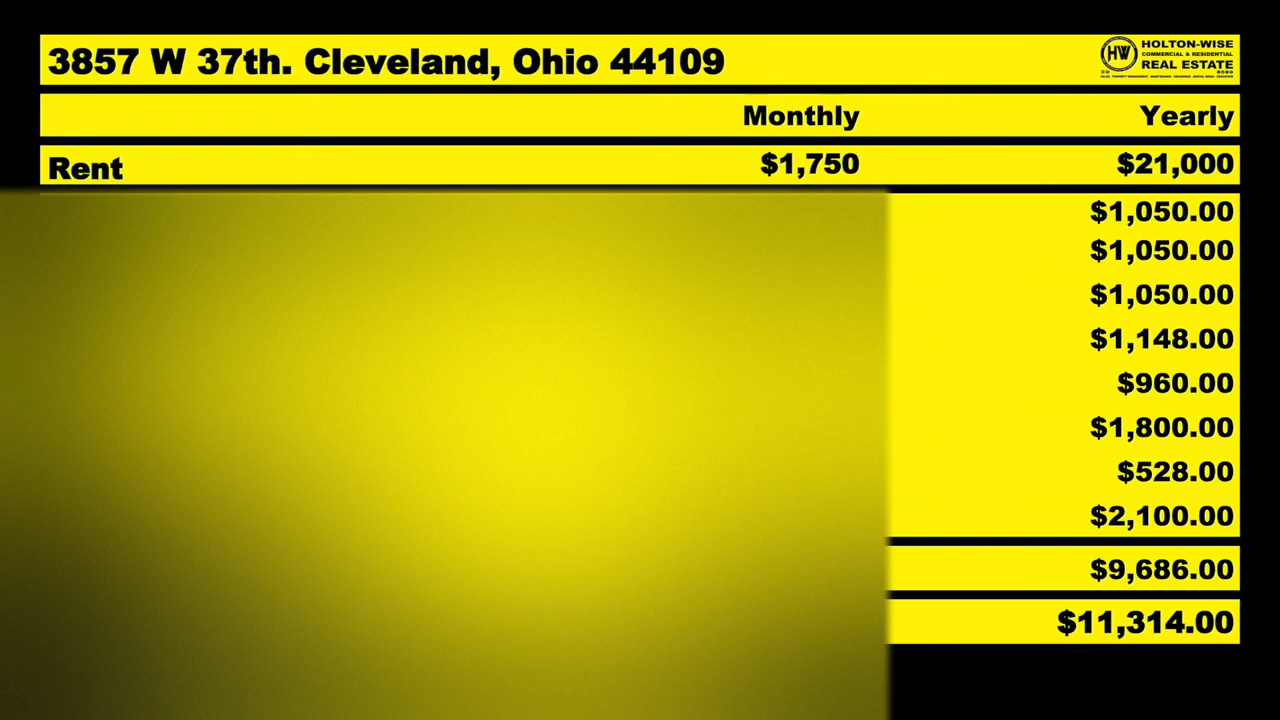 3857 W 37th. Cleveland, Ohio 44109
HW
HOLTON-WISE
COMMERCIAL & RESIDENTIAL
REAL ESTATE
Monthly Yearly
Rent $1,750 $21,000
$1,050.00
$1,050.00
$1,050.00
$1,148.00
$960.00
$1,800.00
$528.00
$2,100.00
$9,686.00
$11,314.00